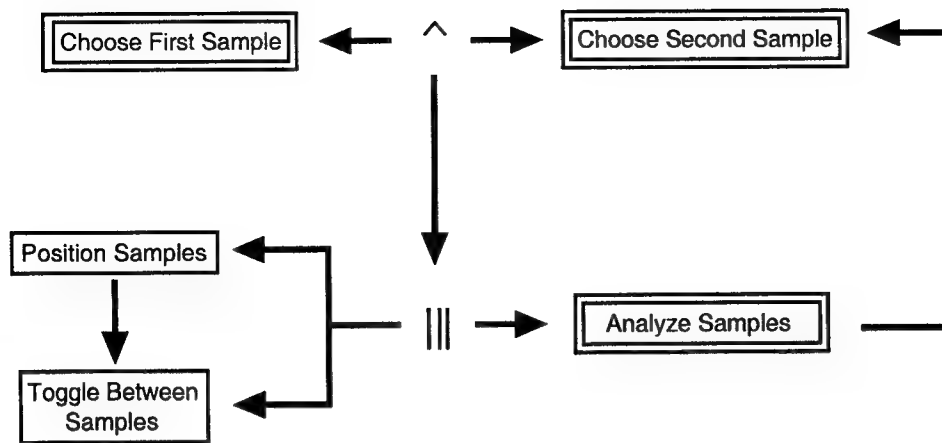 Choose First Sample
^
Choose Second Sample
Position Samples
|||
Analyze Samples
Toggle Between
Samples